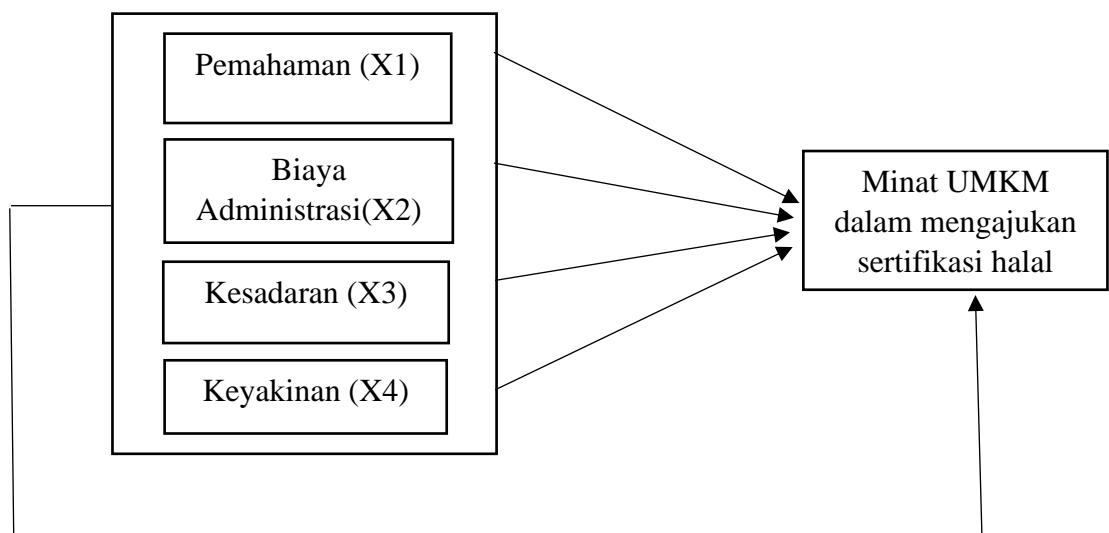 Pemahaman (X1)
Biaya
Administrasi(X2)
Kesadaran (X3)
Keyakinan (X4)
Minat UMKM
dalam mengajukan
sertifikasi halal